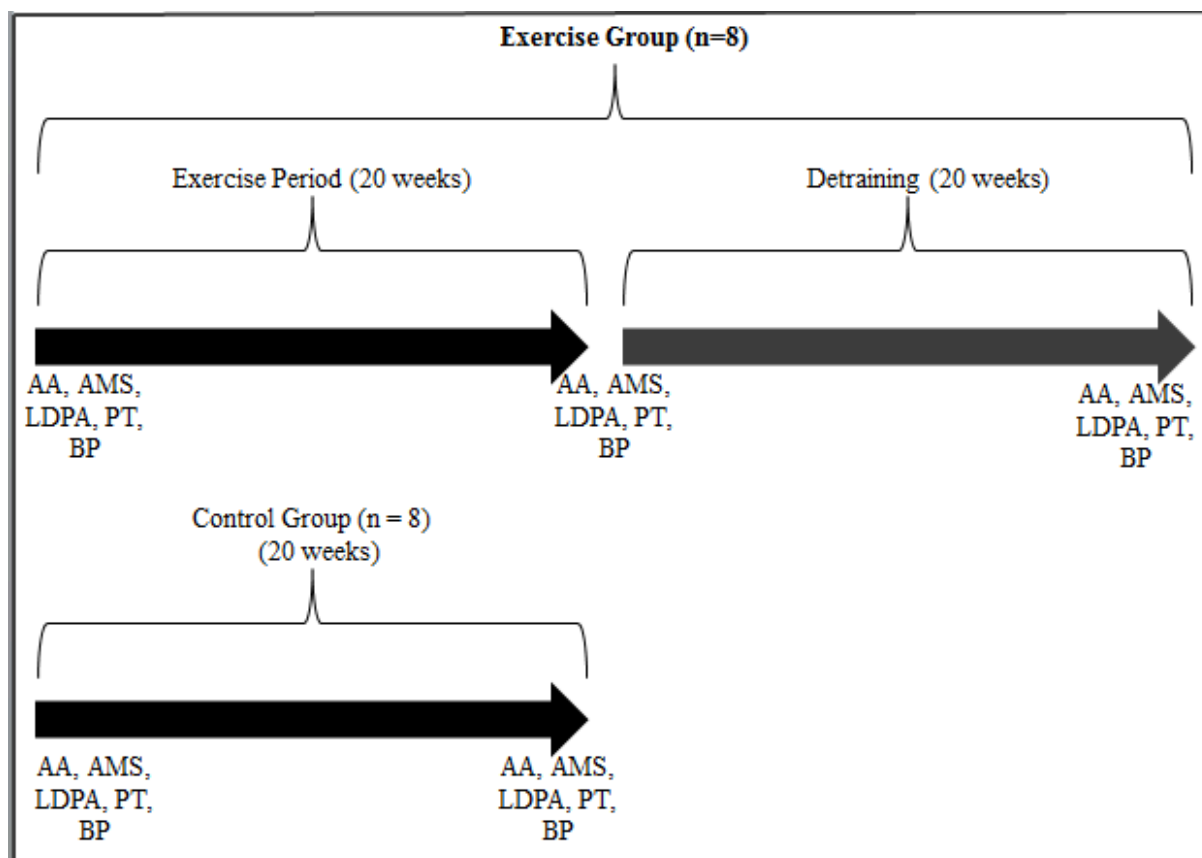 Exercise Group (n=8)
Exercise Period (20 weeks)
Detraining (20 weeks)
AA, AMS,
LDPA, PT,
BP
AA, AMS,
LDPA, PT,
BP
AA, AMS,
LDPA, PT,
BP
Control Group (n = 8)
(20 weeks)
AA, AMS,
LDPA, PT,
BP
AA, AMS,
LDPA, PT,
BP